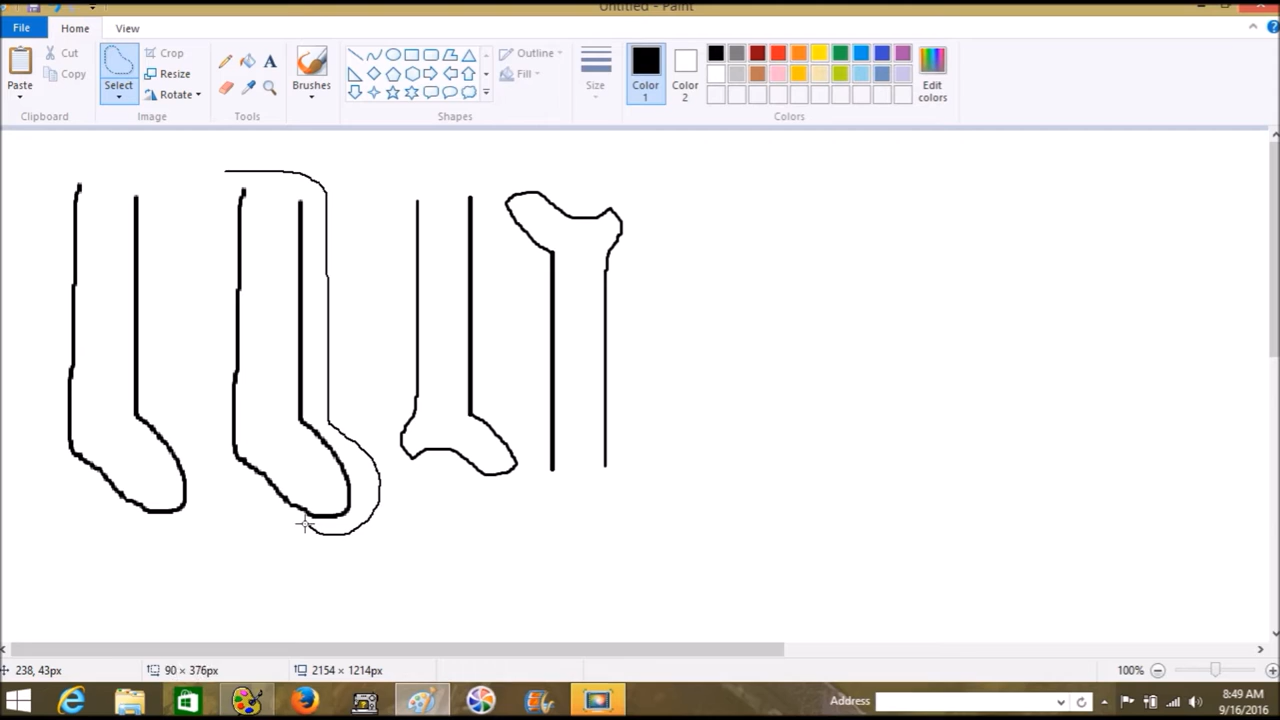 Untitled - Paint
File Home View
Paste
Cut
Copy
Clipboard
Select
Crop
Resize
Rotate
Image
Tools
Brushes
Outline
Fill
Shapes
Size
Color 1
Color 2
Edit colors
Colors
238, 43px
90 × 376px
2154 × 1214px
100%
Address
8:49 AM
9/16/2016